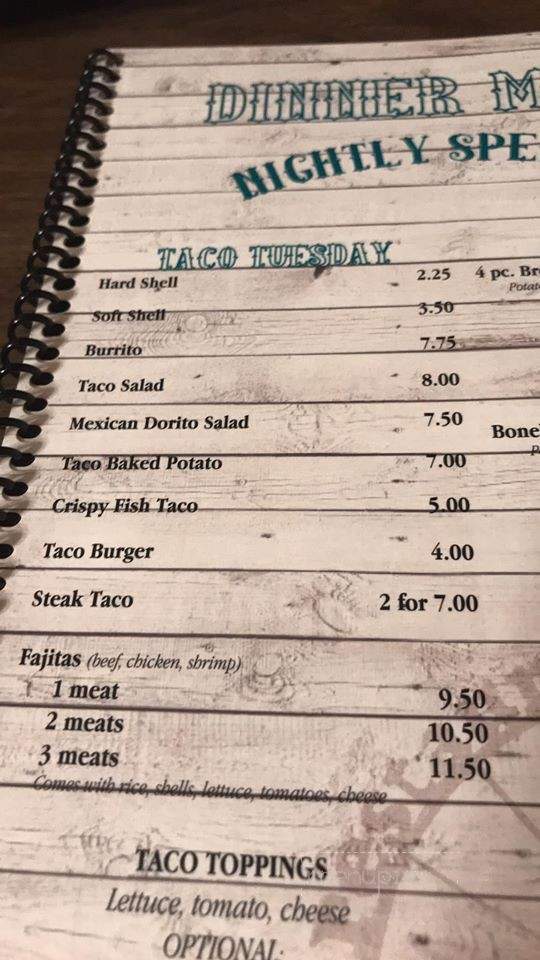 DINNER M
NIGHTLY SPE
TACO TUESDAY
Hard Shell 2.25
Soft Shell 3.50
Burrito 7.75
Taco Salad 8.00
Mexican Dorito Salad 7.50
Taco Baked Potato 7.00
Crispy Fish Taco 5.00
Taco Burger 4.00
Steak Taco 2 for 7.00
Fajitas (beef, chicken, shrimp)
1 meat 9.50
2 meats 10.50
3 meats 11.50
Comes with rice, shells, lettuce, tomatoes, cheese
TACO TOPPINGS
Lettuce, tomato, cheese
OPTIONAL:
4 pc. Br
Potat
Bone